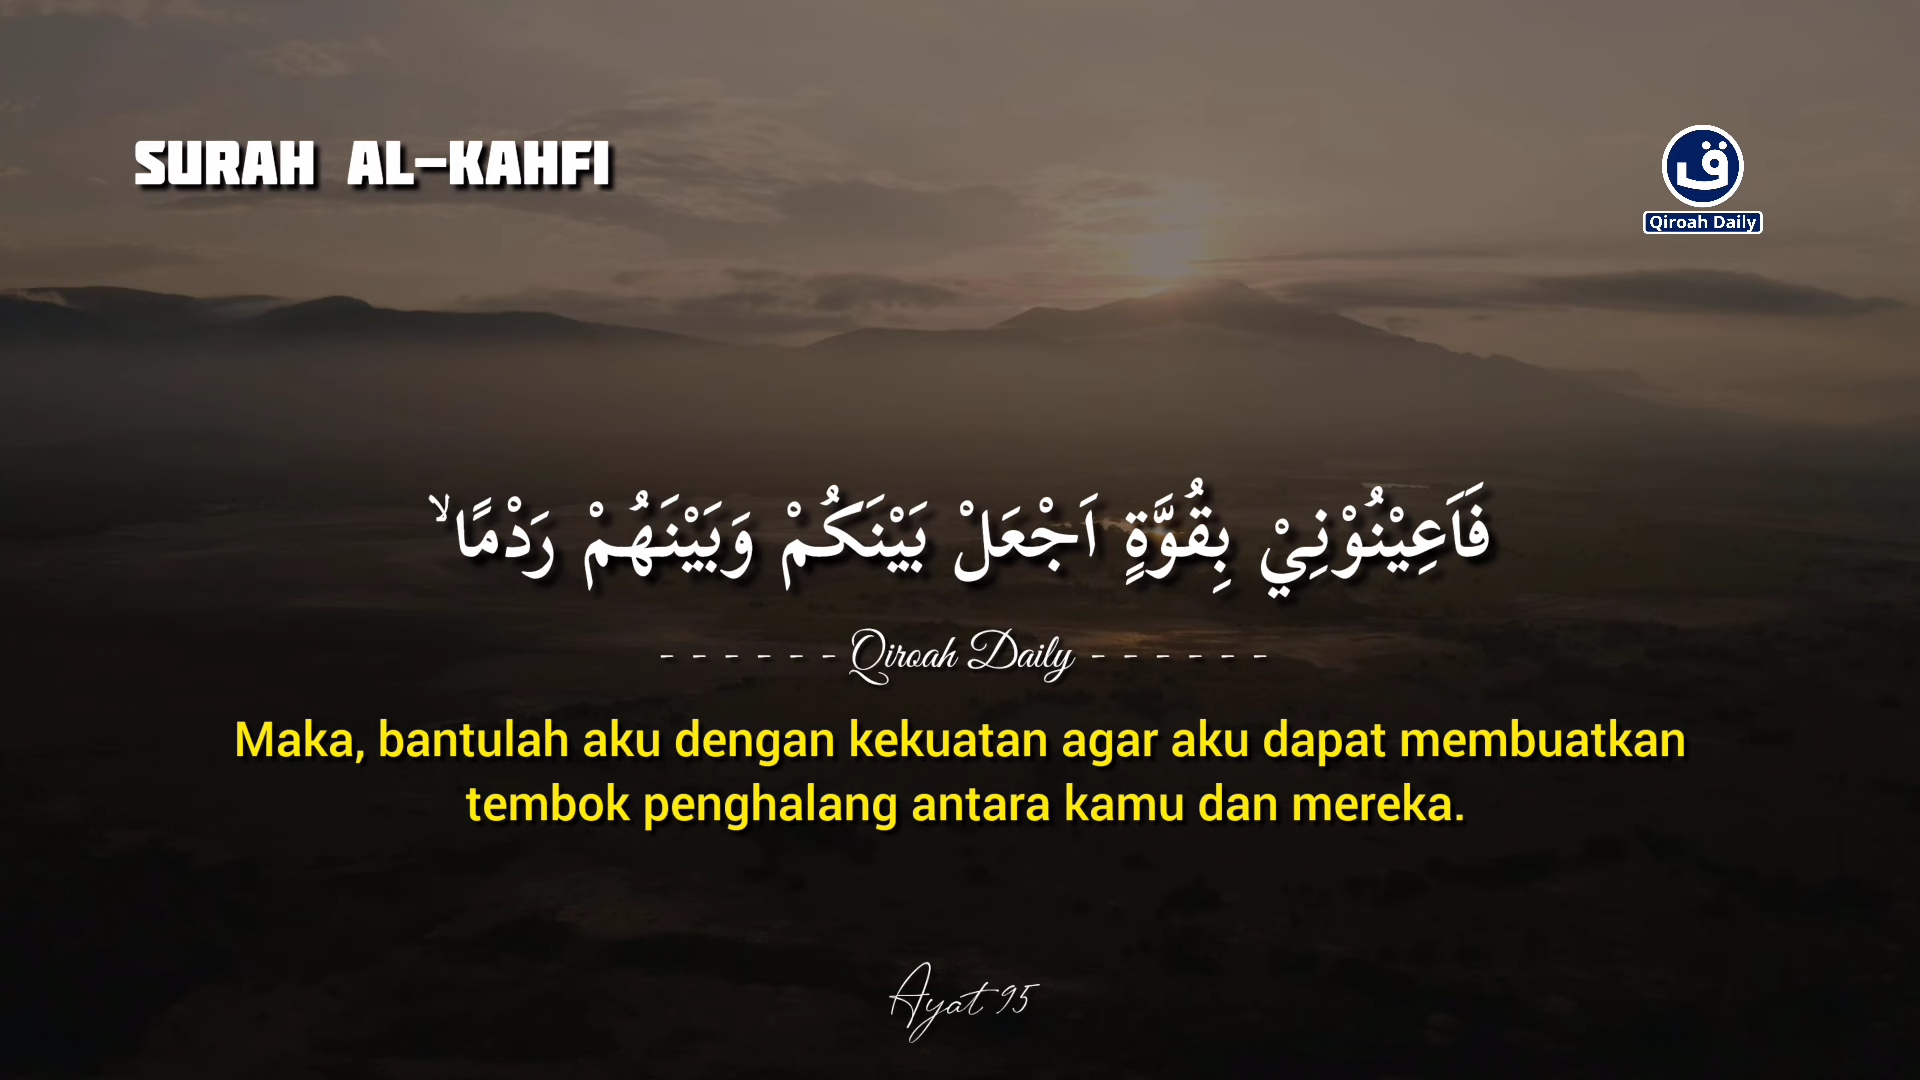 SURAH AL-KAHFI
ق
Qiroah Daily
فَاَعِيْنُوْنِيْ بِقُوَّةٍ اَجْعَلْ بَيْنَكُمْ وَبَيْنَهُمْ رَدْمًاۙ
- - - - - - Qiroah Daily - - - - - -
Maka, bantulah aku dengan kekuatan agar aku dapat membuatkan
tembok penghalang antara kamu dan mereka.
Ayat 95